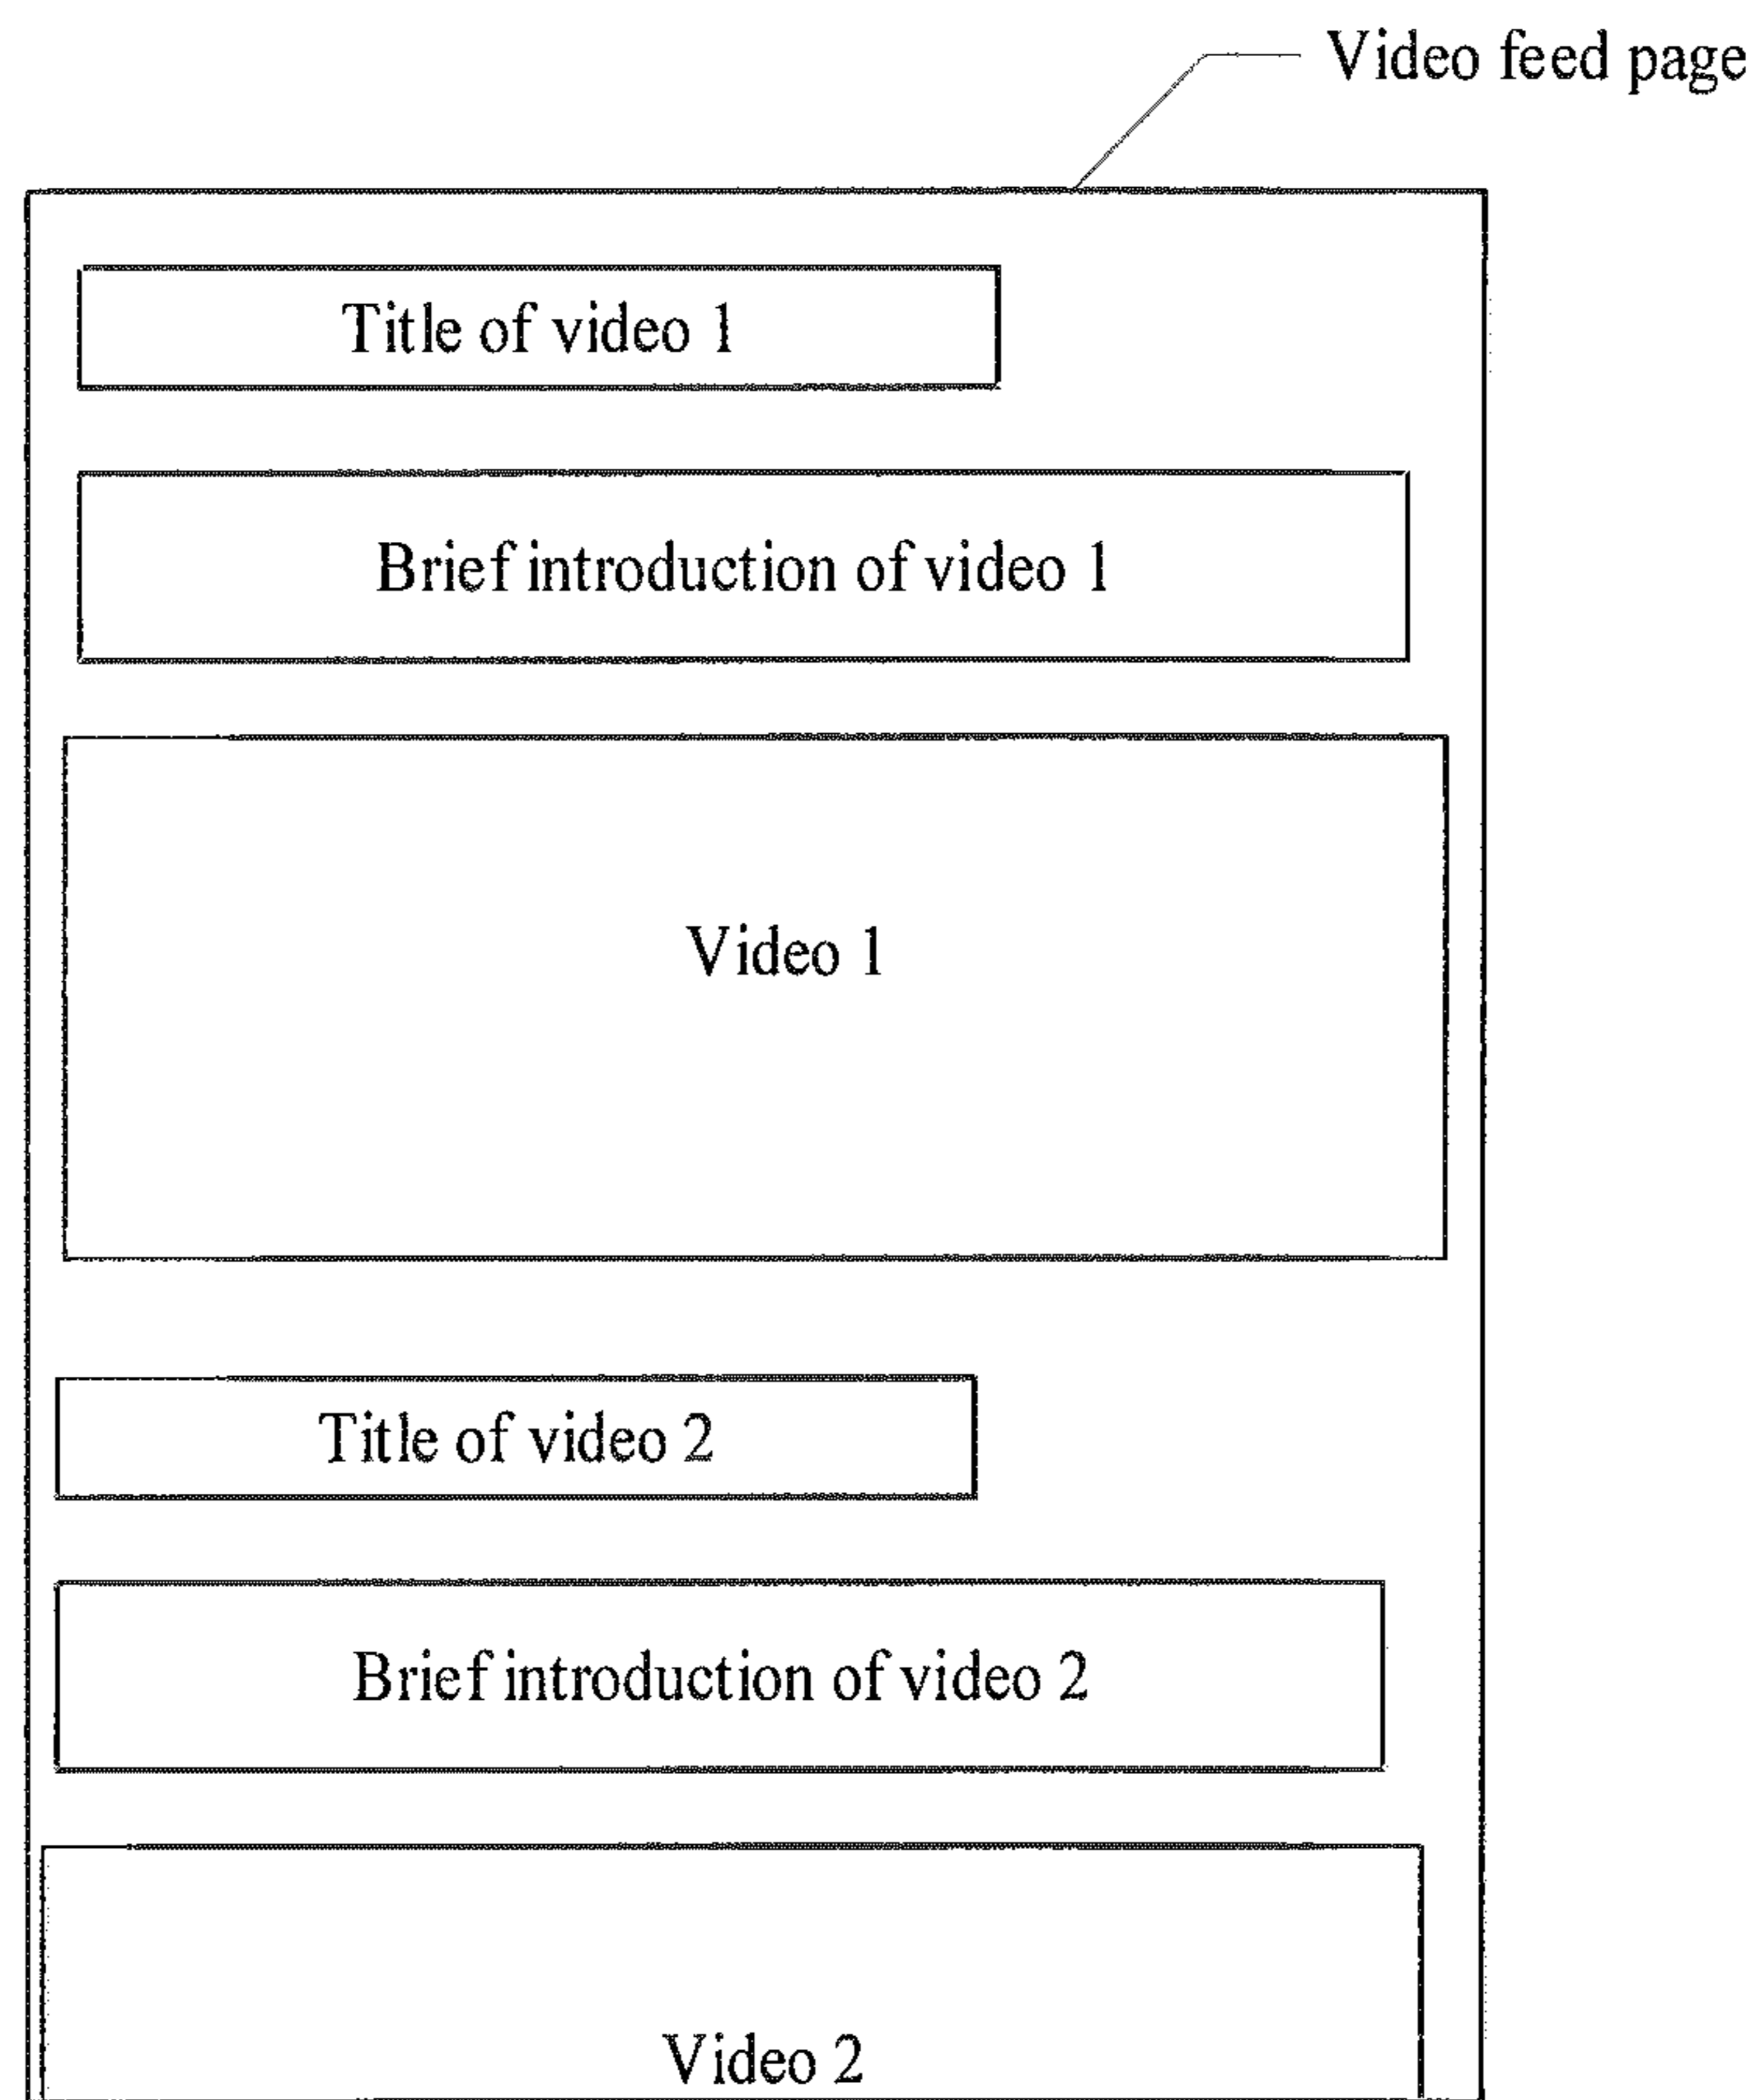 Video feed page
Title of video 1
Brief introduction of video 1
Video 1
Title of video 2
Brief introduction of video 2
Video 2